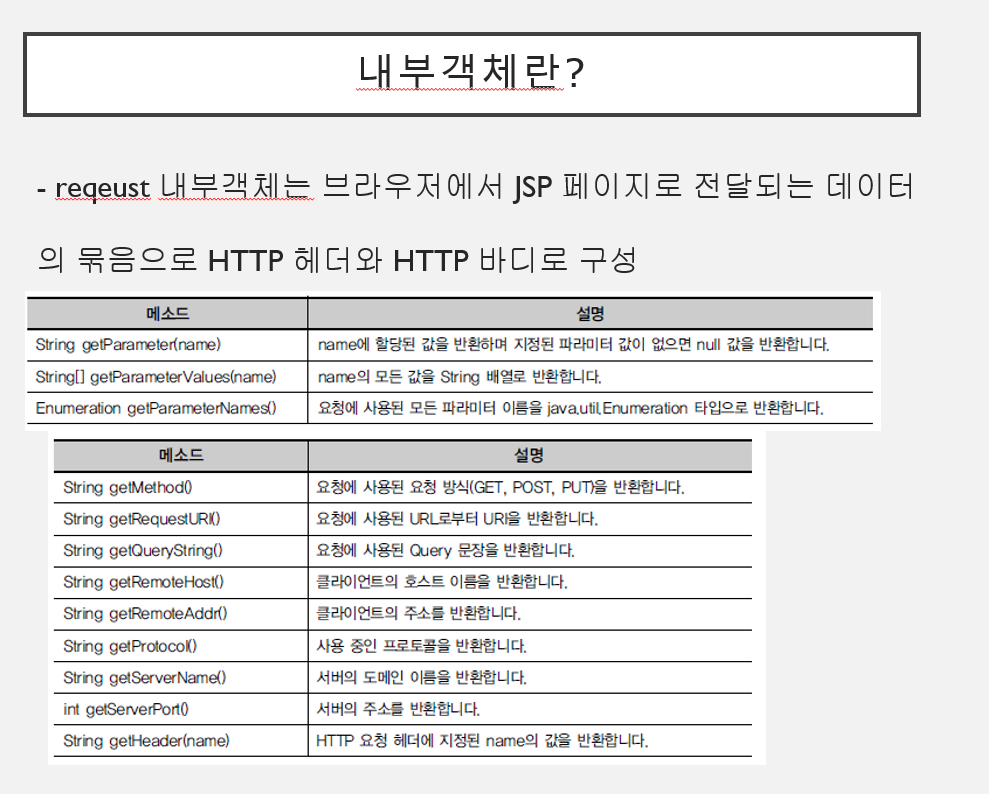 내부객체란?
- reqeust 내부객체는 브라우저에서 JSP 페이지로 전달되는 데이터
의 묶음으로 HTTP 헤더와 HTTP 바디로 구성
메소드 설명
String getParameter(name) name에 할당된 값을 반환하며 지정된 파라미터 값이 없으면 null 값을 반환합니다.
String[] getParameterValues(name) name의 모든 값을 String 배열로 반환합니다.
Enumeration getParameterNames() 요청에 사용된 모든 파라미터 이름을 java.util.Enumeration 타입으로 반환합니다.
메소드 설명
String getMethod() 요청에 사용된 요청 방식(GET, POST, PUT)을 반환합니다.
String getRequestURI() 요청에 사용된 URL로부터 URI을 반환합니다.
String getQueryString() 요청에 사용된 Query 문장을 반환합니다.
String getRemoteHost() 클라이언트의 호스트 이름을 반환합니다.
String getRemoteAddr() 클라이언트의 주소를 반환합니다.
String getProtocol() 사용 중인 프로토콜을 반환합니다.
String getServerName() 서버의 도메인 이름을 반환합니다.
int getServerPort() 서버의 주소를 반환합니다.
String getHeader(name) HTTP 요청 헤더에 지정된 name의 값을 반환합니다.